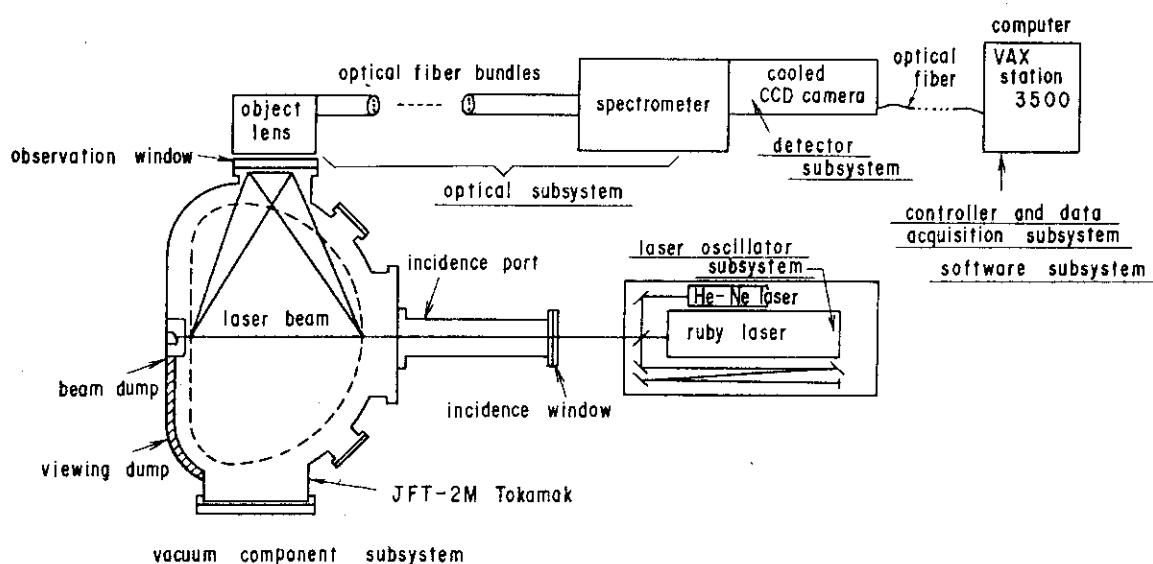 computer
VAX
station
3500
optical
fiber
cooled
CCD camera
optical fiber bundles
spectrometer
object
lens
observation window
detector
subsystem
optical subsystem
controller and data
acquisition subsystem
software subsystem
laser oscillator
subsystem
incidence port
He-Ne laser
laser beam
ruby laser
beam dump
incidence window
viewing dump
JFT-2M Tokamak
vacuum component subsystem